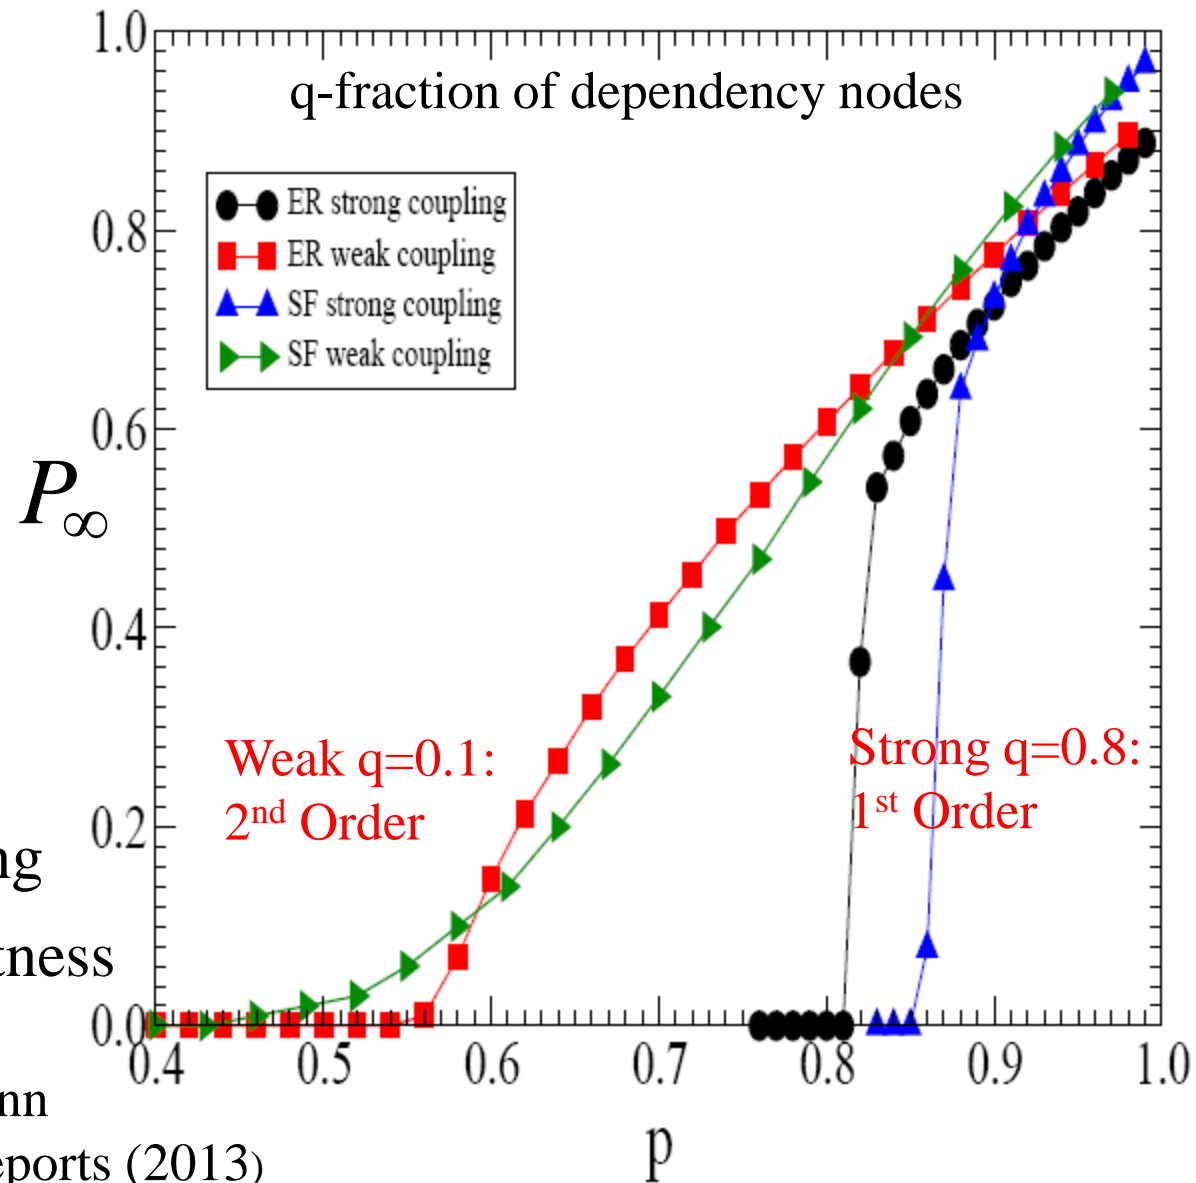 q-fraction of dependency nodes
ER strong coupling
ER weak coupling
SF strong coupling
SF weak coupling
P∞
1.0
0.8
0.6
0.4
0.2
0.0
Weak q=0.1:
2nd Order
Strong q=0.8:
1st Order
0.4 0.5 0.6 0.7 0.8 0.9 1.0
p
ng
tness
nn
eports (2013)